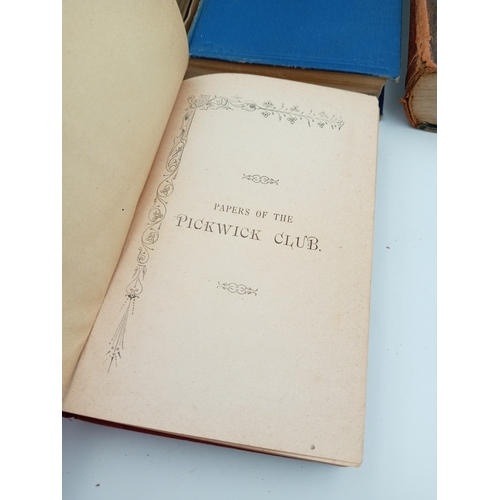 PAPERS OF THE
PICKWICK CLUB.